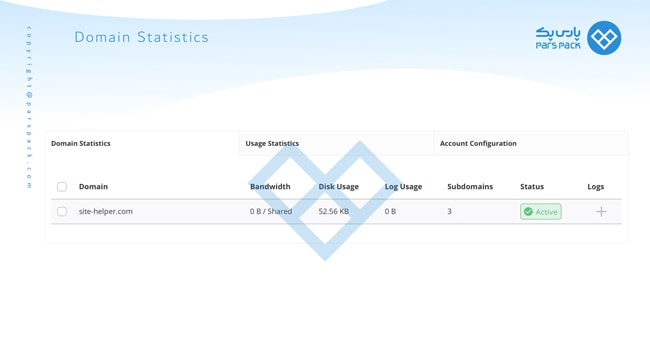 Domain Statistics
پارس پک
PARS PACK
copyright@parspack.com
Domain Statistics Usage Statistics Account Configuration
Domain Bandwidth Disk Usage Log Usage Subdomains Status Logs
site-helper.com 0 B / Shared 52.56 KB 0 B 3 Active